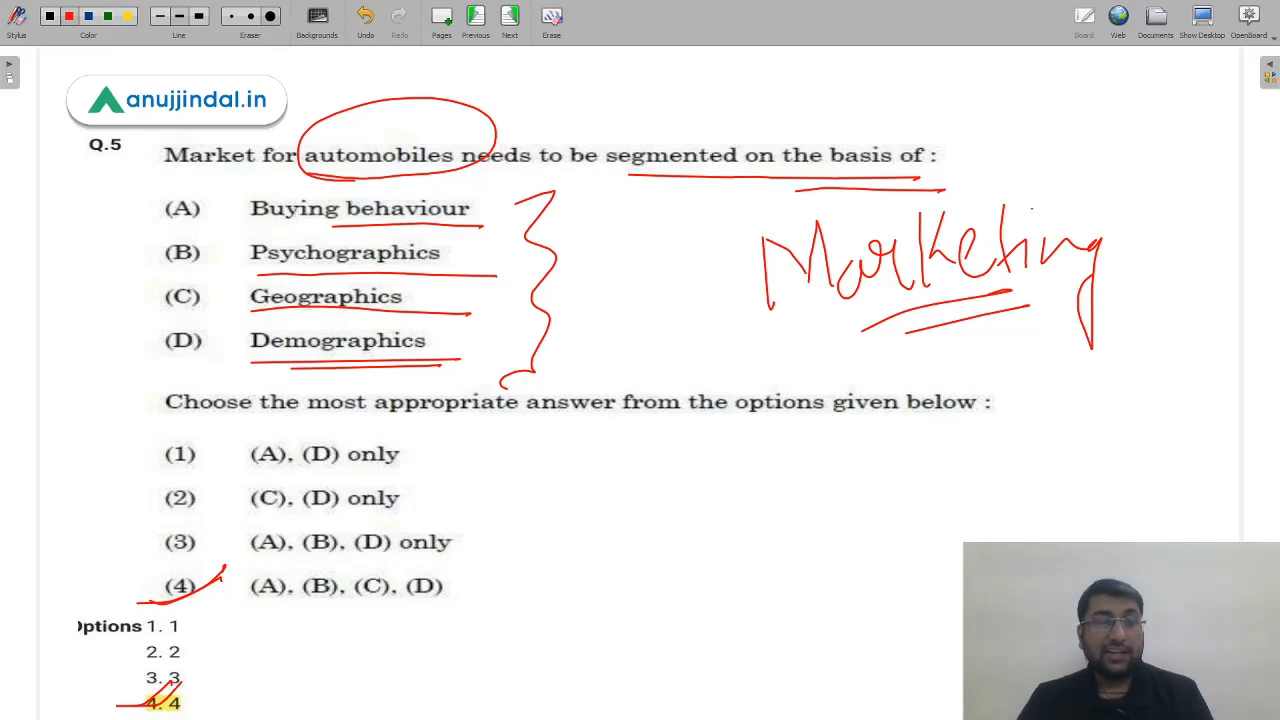 Stylus
Color
Line
Eraser
Backgrounds
Undo
Redo
Pages
Previous
Next
Erase
Board
Web
Documents
Show Desktop
OpenBoard
anujjindal.in
Q.5
Market for automobiles needs to be segmented on the basis of :
(A) Buying behaviour
(B) Psychographics
(C) Geographics
(D) Demographics
Marketing
Choose the most appropriate answer from the options given below :
(1) (A), (D) only
(2) (C), (D) only
(3) (A), (B), (D) only
(4) (A), (B), (C), (D)
Options 1. 1
2. 2
3. 3
4. 4